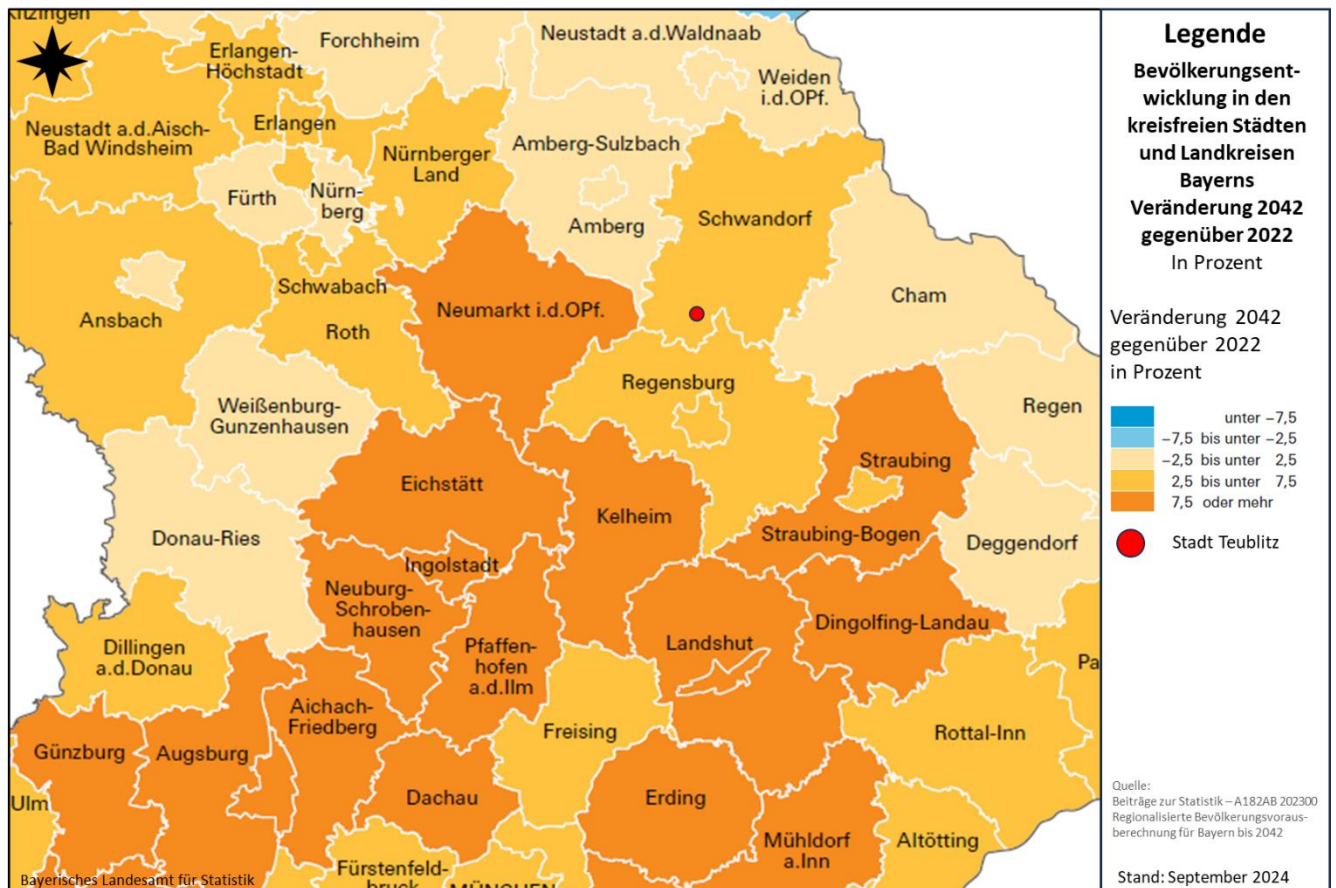 Kitzingen
Erlangen-
Höchstadt
Forchheim
Neustadt a.d.Waldnaab
Weiden
i.d.OPf.
Neustadt a.d.Aisch-
Bad Windsheim
Erlangen
Nürnberger
Land
Amberg-Sulzbach
Fürth
Nürn-
berg
Amberg
Schwandorf
Ansbach
Schwabach
Roth
Neumarkt i.d.OPf.
Cham
Weißenburg-
Gunzenhausen
Regensburg
Regen
Eichstätt
Straubing
Kelheim
Donau-Ries
Straubing-Bogen
Deggendorf
Ingolstadt
Neuburg-
Schroben-
hausen
Dillingen
a.d.Donau
Pfaffen-
hofen
a.d.Ilm
Landshut
Dingolfing-Landau
Pa
Aichach-
Friedberg
Günzburg
Augsburg
Freising
Rottal-Inn
Ulm
Dachau
Erding
Mühldorf
a.Inn
Altötting
Fürstenfeld-
bruck
MÜNCHEN
Bayerisches Landesamt für Statistik
Legende
Bevölkerungsent-
wicklung in den
kreisfreien Städten
und Landkreisen
Bayerns
Veränderung 2042
gegenüber 2022
In Prozent
Veränderung 2042
gegenüber 2022
in Prozent
unter –7,5
–7,5 bis unter –2,5
–2,5 bis unter 2,5
2,5 bis unter 7,5
7,5 oder mehr
Stadt Teublitz
Quelle:
Beiträge zur Statistik – A182AB 202300
Regionalisierte Bevölkerungsvoraus-
berechnung für Bayern bis 2042
Stand: September 2024